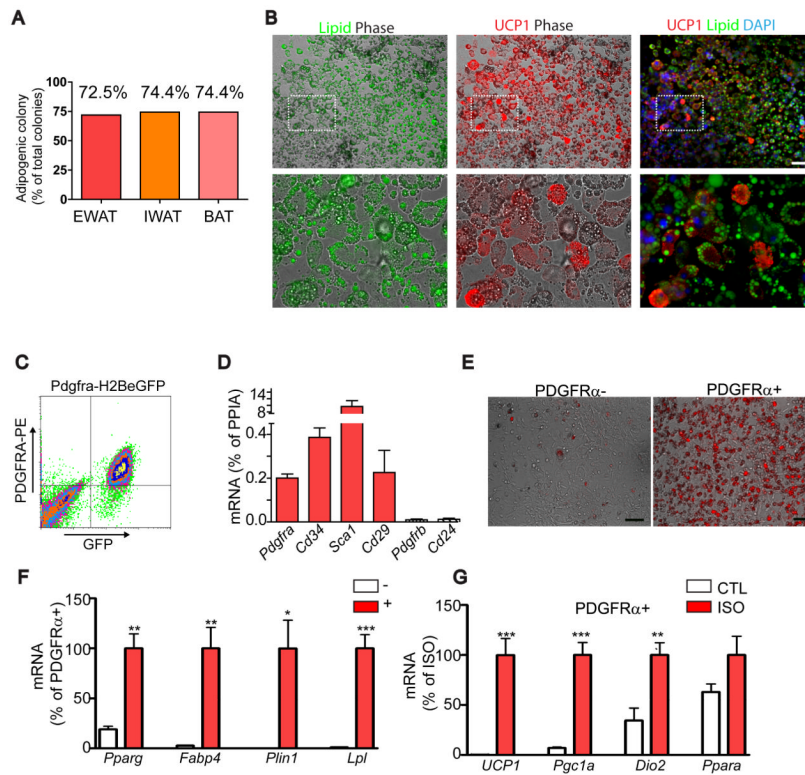 A
Adipogenic colony
(% of total colonies)
100
75
50
25
0
72.5% 74.4% 74.4%
EWAT IWAT BAT
B
Lipid Phase
UCP1 Phase
UCP1 Lipid DAPI
C
Pdgfra-H2BeGFP
PDGFRA-PE
GFP
D
mRNA (% of PPIA)
14
8
0.4
0.2
0.0
Pdgfra
Cd34
Sca1
Cd29
Pdgfrb
Cd24
E
PDGFRα-
PDGFRα+
F
-
+
mRNA
(% of PDGFRα+)
100
50
0
** ** * ***
Pparg Fabp4 Plin1 Lpl
G
CTL
ISO
PDGFRα+
mRNA
(% of ISO)
100
50
0
*** *** **
UCP1 Pgc1a Dio2 Ppara